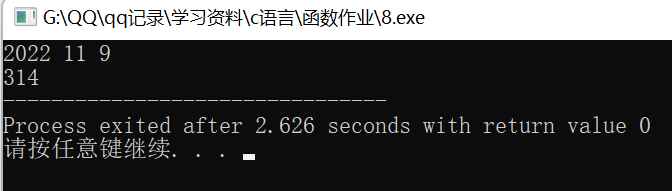 G:\QQ\qq记录\学习资料\c语言\函数作业\8.exe
2022 11 9
314
--------------------------------
Process exited after 2.626 seconds with return value 0
请按任意键继续. . .